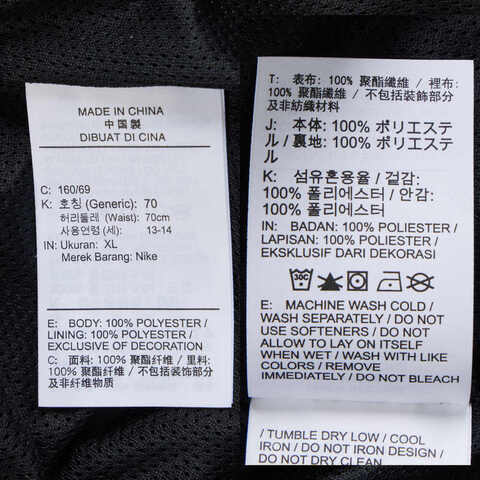 MADE IN CHINA
中国製
DIBUAT DI CINA
C: 160/69
K: 호칭 (Generic): 70
허리둘레 (Waist): 70cm
사용연령 (세): 13-14
IN: Ukuran: XL
Merek Barang: Nike
E: BODY: 100% POLYESTER /
LINING: 100% POLYESTER /
EXCLUSIVE OF DECORATION
C: 面料: 100% 聚酯纤维 / 里料:
100% 聚酯纤维 / 不包括装饰部分
及非纤维物质
T: 表布: 100% 聚酯纖維 / 裡布:
100% 聚酯纖維 / 不包括裝飾部分
及非紡織材料
J: 本体: 100% ポリエステ
ル / 裏地: 100% ポリエステ
ル
K: 섬유혼용율 / 겉감:
100% 폴리에스터 / 안감:
100% 폴리에스터
IN: BADAN: 100% POLIESTER /
LAPISAN: 100% POLIESTER /
EKSKLUSIF DARI DEKORASI
30C
E: MACHINE WASH COLD /
WASH SEPARATELY / DO NOT
USE SOFTENERS / DO NOT
ALLOW TO LAY ON ITSELF
WHEN WET / WASH WITH LIKE
COLORS / REMOVE
IMMEDIATELY / DO NOT BLEACH
/ TUMBLE DRY LOW / COOL
IRON / DO NOT IRON DESIGN /
DO NOT DRY CLEAN